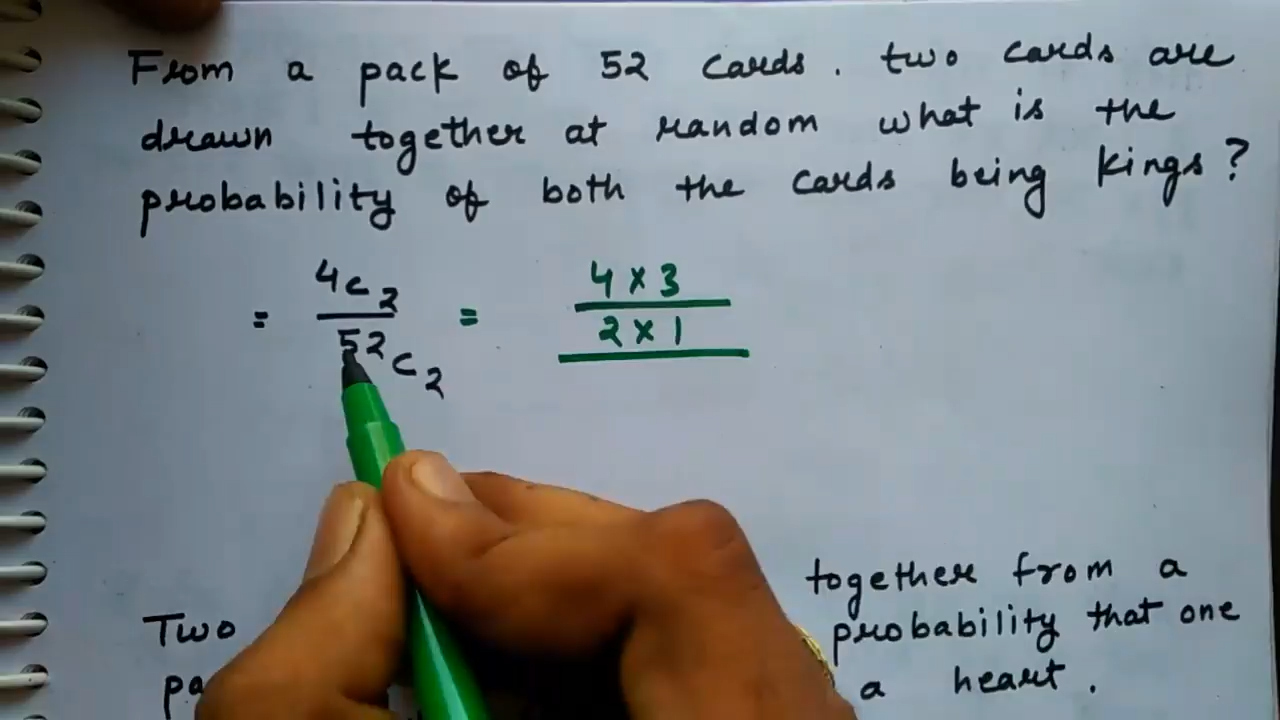 From a pack of 52 cards. two cards are
drawn together at random what is the
probability of both the cards being kings?
= 4c2 / 52c2 = 4 x 3 / 2 x 1
Two together from a
pa probability that one
a heart.